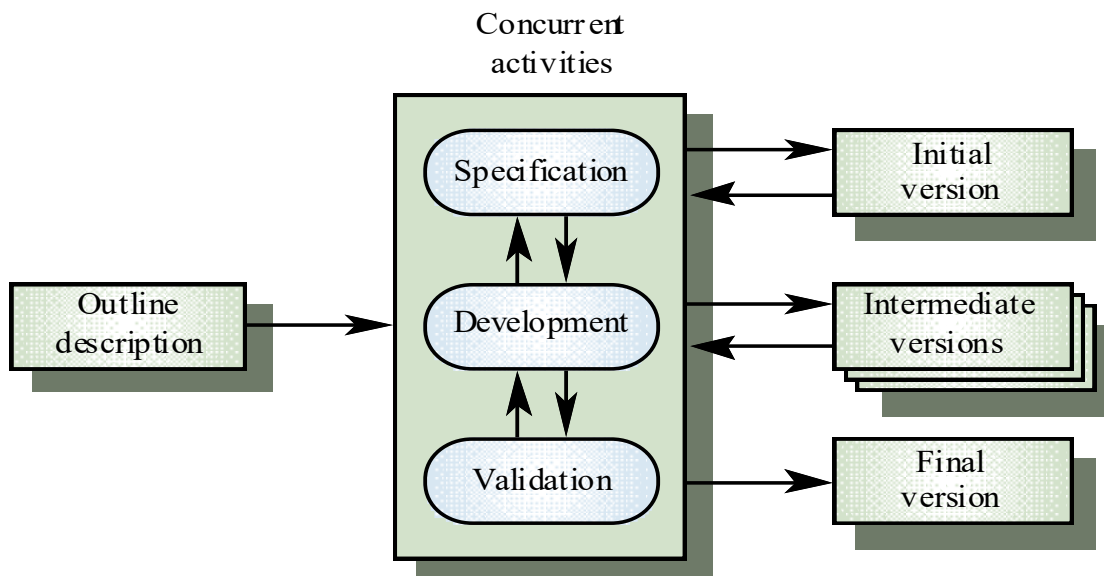 Concurrent
activities
Specification
Initial
version
Outline
description
Development
Intermediate
versions
Validation
Final
version